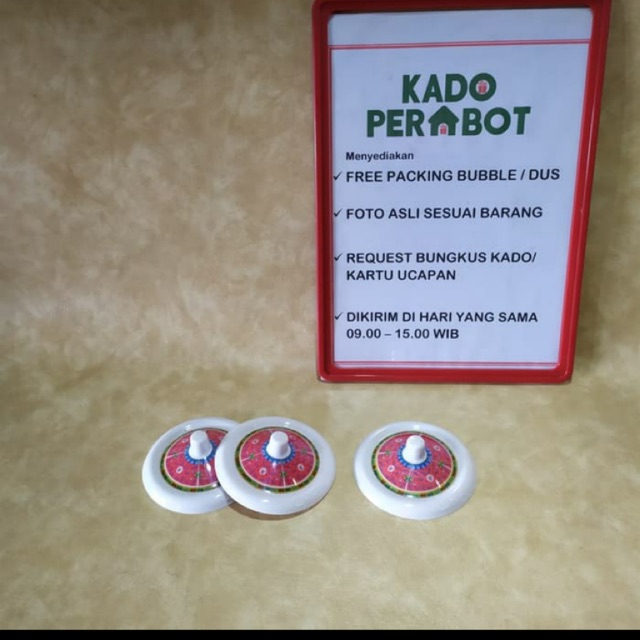 KADO
PERABOT
Menyediakan
✓ FREE PACKING BUBBLE / DUS
✓ FOTO ASLI SESUAI BARANG
✓ REQUEST BUNGKUS KADO/
KARTU UCAPAN
✓ DIKIRIM DI HARI YANG SAMA
09.00 – 15.00 WIB